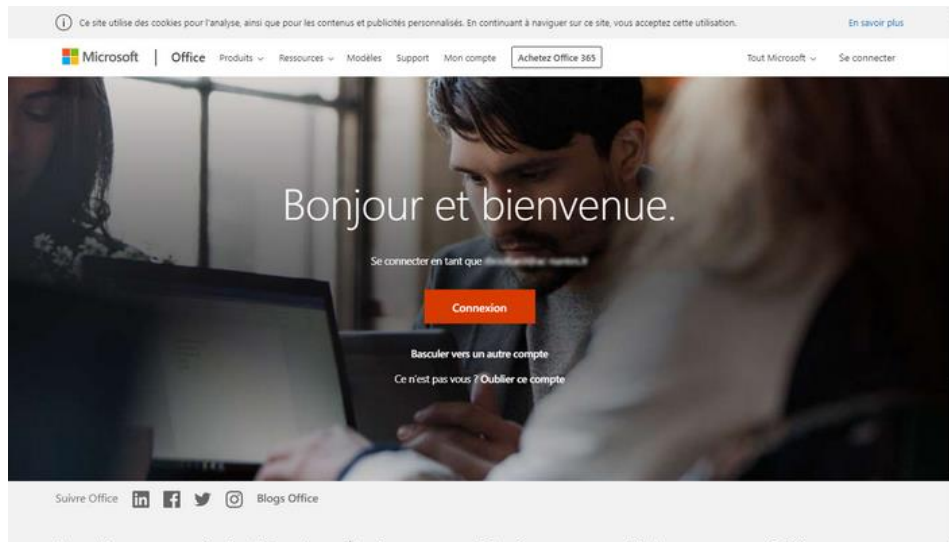 Ce site utilise des cookies pour l'analyse, ainsi que pour les contenus et publicités personnalisés. En continuant à naviguer sur ce site, vous acceptez cette utilisation. En savoir plus
Microsoft | Office Produits Ressources Modèles Support Mon compte Achetez Office 365 Tout Microsoft Se connecter
Bonjour et bienvenue.
Se connecter en tant que
Connexion
Basculer vers un autre compte
Ce n'est pas vous ? Oublier ce compte
Suivre Office in f Blogs Office